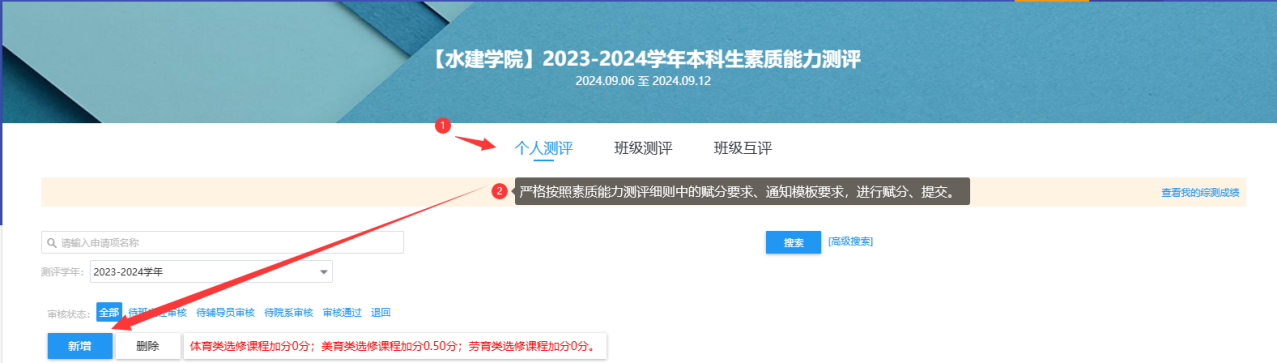 【水建学院】2023-2024学年本科生素质能力测评
2024.09.06 至 2024.09.12
1
个人测评 班级测评 班级互评
2 严格按照素质能力测评细则中的赋分要求、通知模板要求，进行赋分、提交。 查看我的综测成绩
请输入申请项名称 搜索 [高级搜索]
测评学年: 2023-2024学年
审核状态: 全部 审核 待辅导员审核 待院系审核 审核通过 退回
新增 删除 体育类选修课程加分0分；美育类选修课程加分0.50分；劳育类选修课程加分0分。